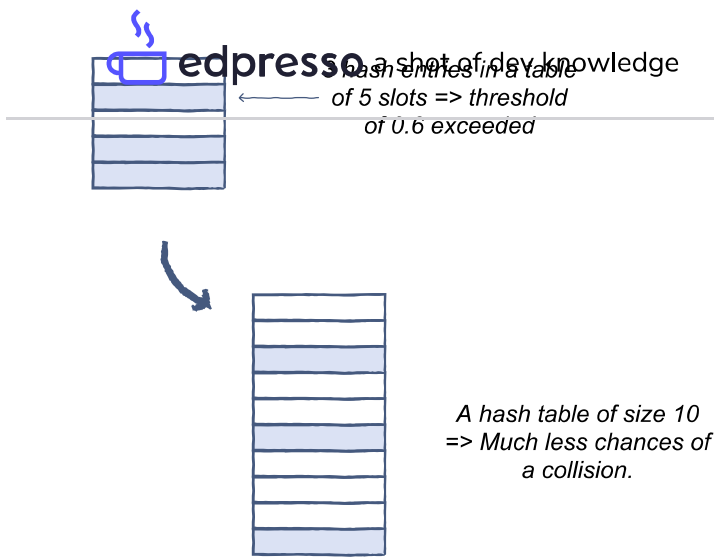 edpresso a shot of dev knowledge
hash entries in a table
of 5 slots => threshold
of 0.6 exceeded
A hash table of size 10
=> Much less chances of
a collision.